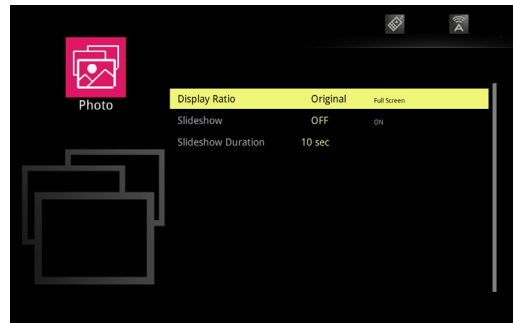 A
Photo
Display Ratio Original Full Screen
Slideshow OFF ON
Slideshow Duration 10 sec